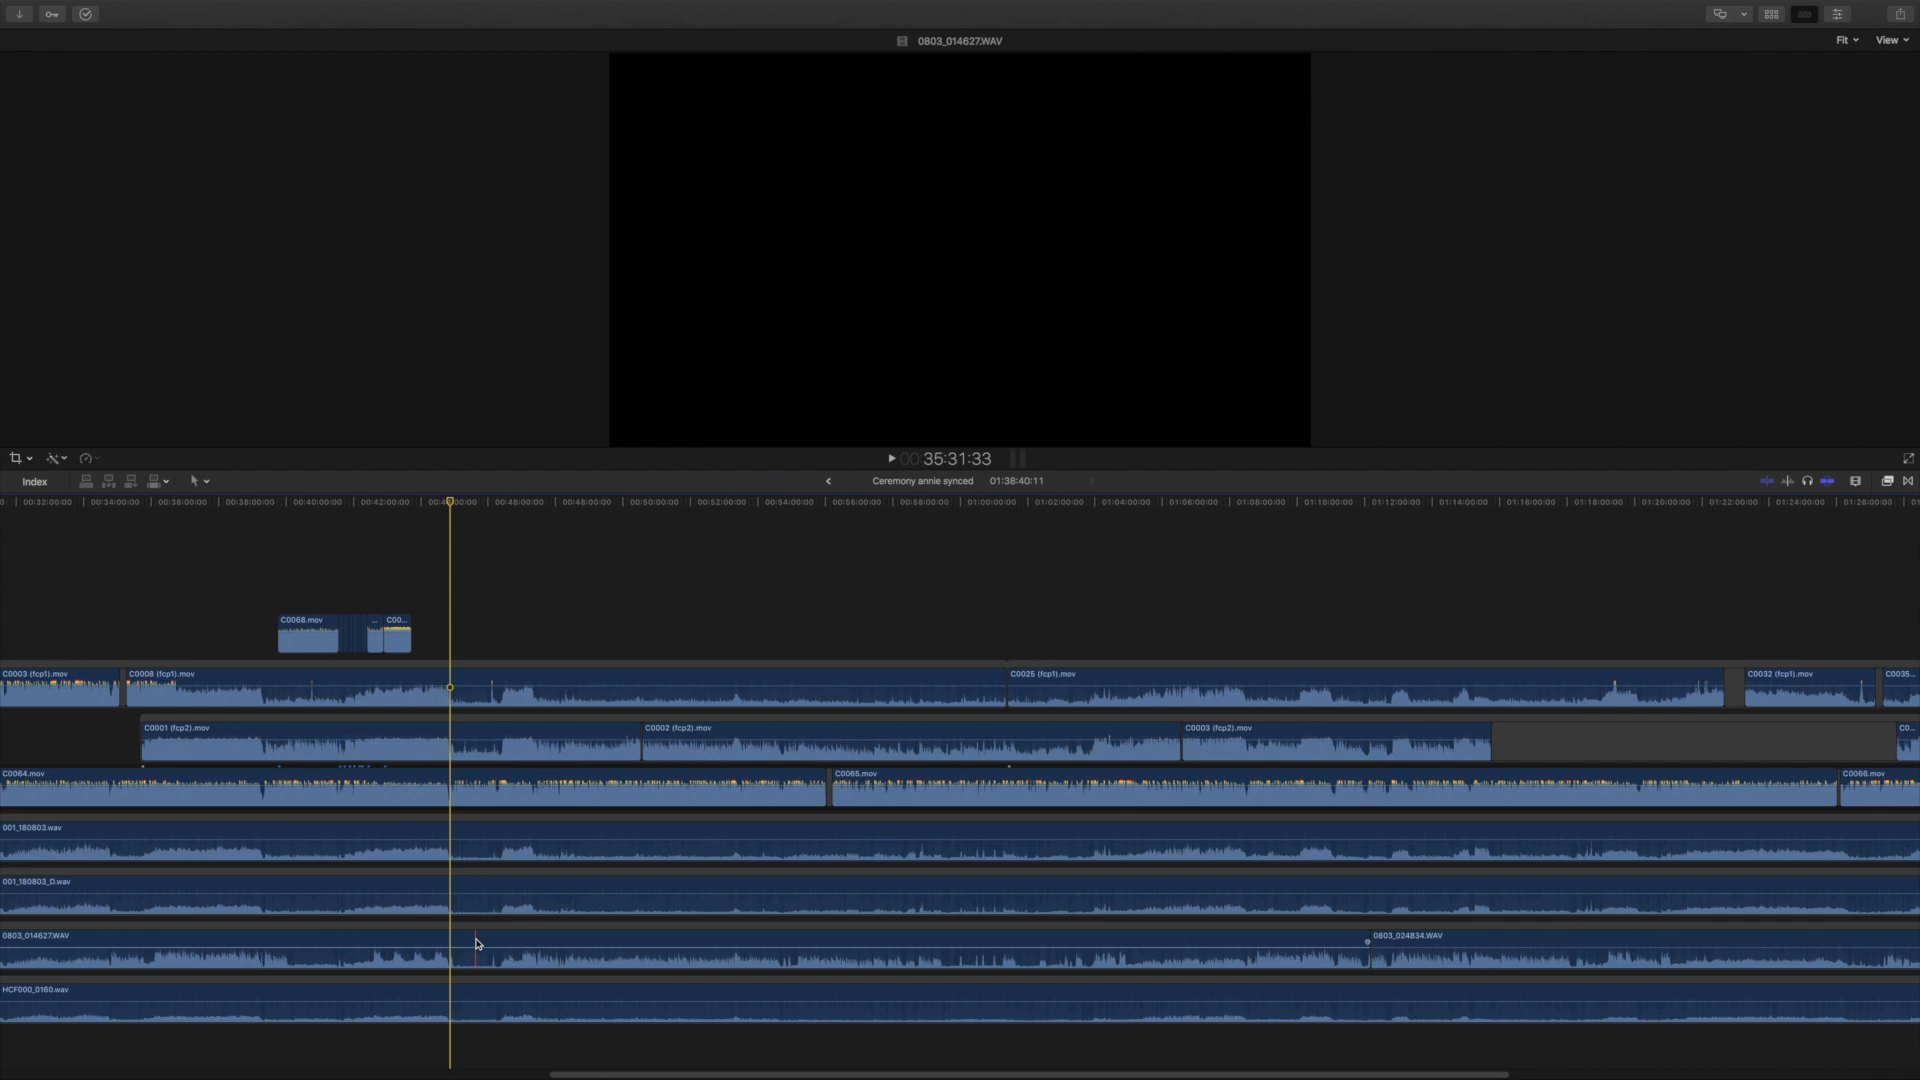 0803_014627.WAV
Fit View
00:35:31:33
Index Ceremony annie synced 01:38:40:11
0 00:32:00:00 00:34:00:00 00:36:00:00 00:38:00:00 00:40:00:00 00:42:00:00 00:4 00:00 00:46:00:00 00:48:00:00 00:50:00:00 00:52:00:00 00:54:00:00 00:56:00:00 00:58:00:00 01:00:00:00 01:02:00:00 01:04:00:00 01:06:00:00 01:08:00:00 01:10:00:00 01:12:00:00 01:14:00:00 01:16:00:00 01:18:00:00 01:20:00:00 01:22:00:00 01:24:00:00 01:26:00:00 01
C0068.mov ... C00...
C0003 (fcp1).mov C0008 (fcp1).mov C0025 (fcp1).mov C0032 (fcp1).mov C0035...
C0001 (fcp2).mov C0002 (fcp2).mov C0003 (fcp2).mov C0...
C0064.mov C0065.mov C0066.mov
001_180803.wav
001_180803_D.wav
0803_014627.WAV 0803_024834.WAV
HCF000_0160.wav